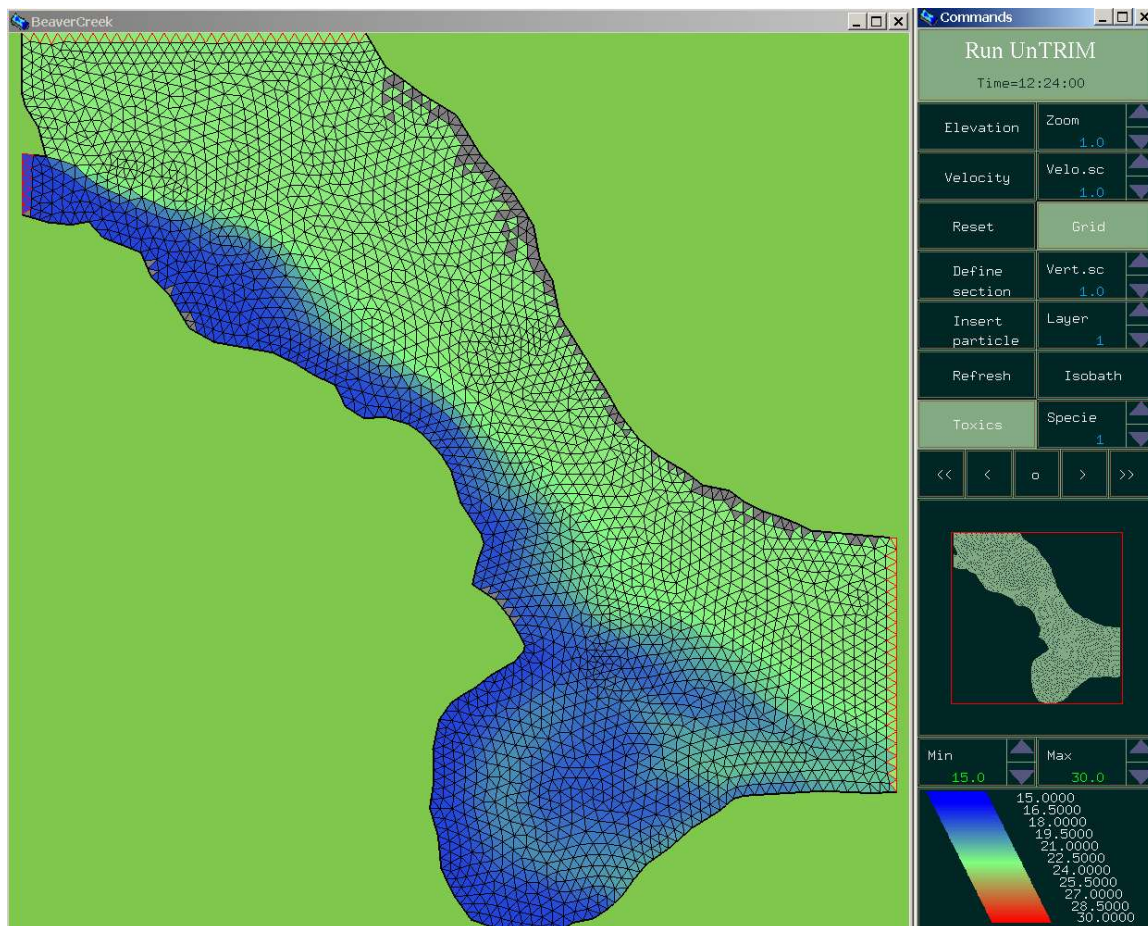 BeaverCreek
Commands
Run UnTRIM
Time=12:24:00
Elevation
Zoom
1.0
Velocity
Velo.sc
1.0
Reset
Grid
Define
section
Vert.sc
1.0
Insert
particle
Layer
1
Refresh
Isobath
Toxics
Specie
1
<< < o > >>
Min
15.0
Max
30.0
15.0000
16.5000
18.0000
19.5000
21.0000
22.5000
24.0000
25.5000
27.0000
28.5000
30.0000